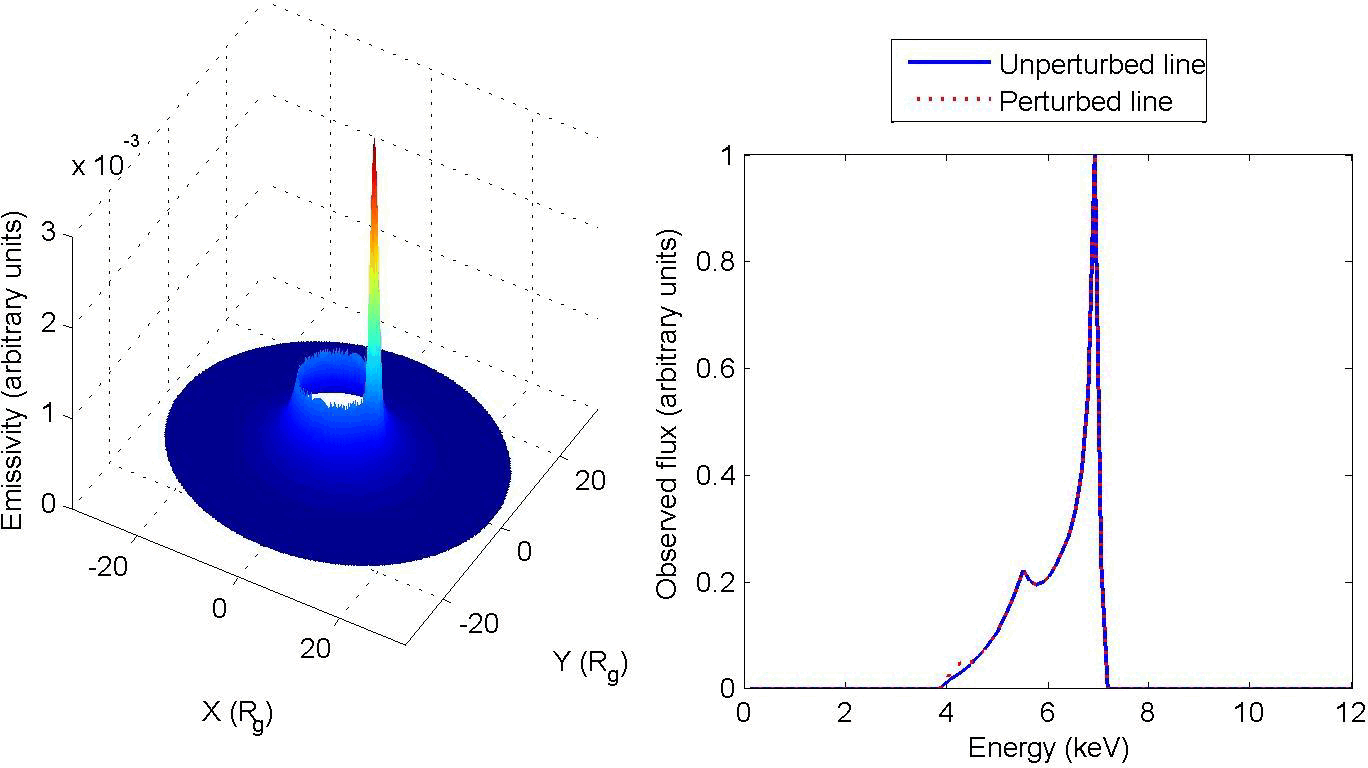 x 10-3
Emissivity (arbitrary units)
3
2
1
0
-20
0
20
X (Rg)
20
0
-20
Y (Rg)
Unperturbed line
Perturbed line
Observed flux (arbitrary units)
1
0.8
0.6
0.4
0.2
0
0 2 4 6 8 10 12
Energy (keV)